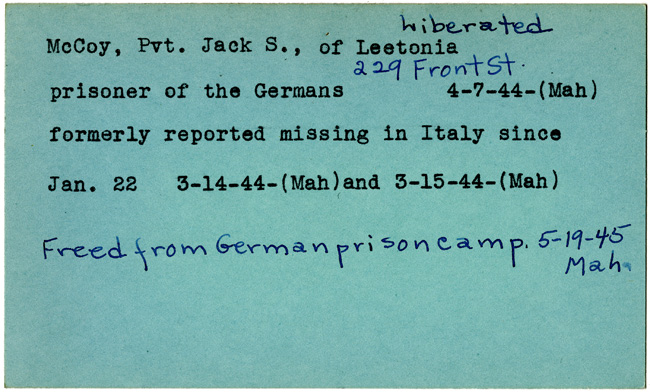 Liberated
McCoy, Pvt. Jack S., of Leetonia
229 Front St.
prisoner of the Germans 4-7-44-(Mah)
formerly reported missing in Italy since
Jan. 22 3-14-44-(Mah)and 3-15-44-(Mah)
Freed from German prison camp. 5-19-45
Mah.